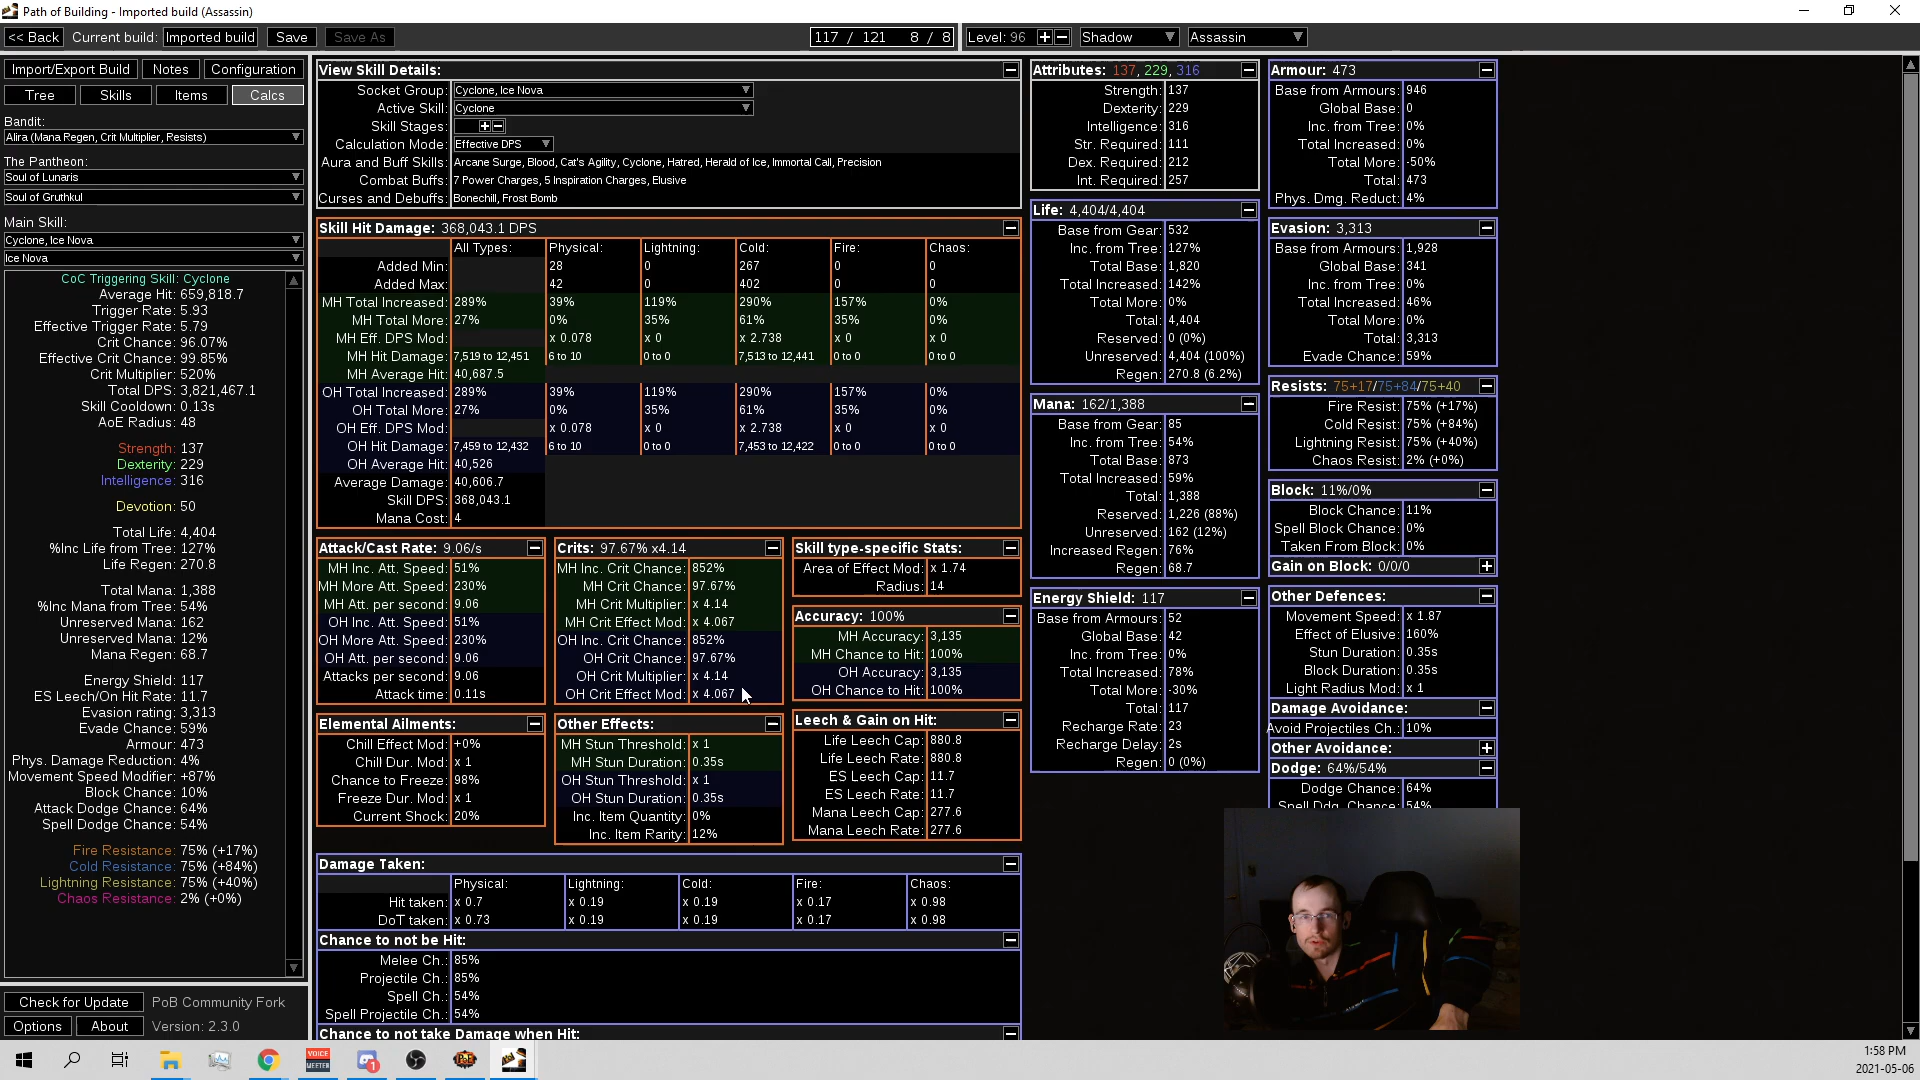 Path of Building - Imported build (Assassin)
<< Back Current build: Imported build Save Save As 117 / 121 8 / 8 Level: 96 Shadow Assassin
Import/Export Build Notes Configuration
Tree Skills Items Calcs
Bandit:
Alira (Mana Regen, Crit Multiplier, Resists)
The Pantheon:
Soul of Lunaris
Soul of Gruthkul
Main Skill:
Cyclone, Ice Nova
Ice Nova
CoC Triggering Skill: Cyclone
Average Hit: 659,818.7
Trigger Rate: 5.93
Effective Trigger Rate: 5.79
Crit Chance: 96.07%
Effective Crit Chance: 99.85%
Crit Multiplier: 520%
Total DPS: 3,821,467.1
Skill Cooldown: 0.13s
AoE Radius: 48
Strength: 137
Dexterity: 229
Intelligence: 316
Devotion: 50
Total Life: 4,404
%Inc Life from Tree: 127%
Life Regen: 270.8
Total Mana: 1,388
%Inc Mana from Tree: 54%
Unreserved Mana: 162
Unreserved Mana: 12%
Mana Regen: 68.7
Energy Shield: 117
ES Leech/On Hit Rate: 11.7
Evasion rating: 3,313
Evade Chance: 59%
Armour: 473
Phys. Damage Reduction: 4%
Movement Speed Modifier: +87%
Block Chance: 10%
Attack Dodge Chance: 64%
Spell Dodge Chance: 54%
Fire Resistance: 75% (+17%)
Cold Resistance: 75% (+84%)
Lightning Resistance: 75% (+40%)
Chaos Resistance: 2% (+0%)
Check for Update PoB Community Fork
Options About Version: 2.3.0
View Skill Details:
Socket Group: Cyclone, Ice Nova
Active Skill: Cyclone
Skill Stages:
Calculation Mode: Effective DPS
Aura and Buff Skills: Arcane Surge, Blood, Cat's Agility, Cyclone, Hatred, Herald of Ice, Immortal Call, Precision
Combat Buffs: 7 Power Charges, 5 Inspiration Charges, Elusive
Curses and Debuffs: Bonechill, Frost Bomb
Skill Hit Damage: 368,043.1 DPS
All Types: Physical: Lightning: Cold: Fire: Chaos:
Added Min: 28 0 267 0 0
Added Max: 42 0 402 0 0
MH Total Increased: 289% 39% 119% 290% 157% 0%
MH Total More: 27% 0% 35% 61% 35% 0%
MH Eff. DPS Mod: x 0.078 x 0 x 2.738 x 0 x 0
MH Hit Damage: 7,519 to 12,451 6 to 10 0 to 0 7,513 to 12,441 0 to 0 0 to 0
MH Average Hit: 40,687.5
OH Total Increased: 289% 39% 119% 290% 157% 0%
OH Total More: 27% 0% 35% 61% 35% 0%
OH Eff. DPS Mod: x 0.078 x 0 x 2.738 x 0 x 0
OH Hit Damage: 7,459 to 12,432 6 to 10 0 to 0 7,453 to 12,422 0 to 0 0 to 0
OH Average Hit: 40,526
Average Damage: 40,606.7
Skill DPS: 368,043.1
Mana Cost: 4
Attack/Cast Rate: 9.06/s
MH Inc. Att. Speed: 51%
MH More Att. Speed: 230%
MH Att. per second: 9.06
OH Inc. Att. Speed: 51%
OH More Att. Speed: 230%
OH Att. per second: 9.06
Attacks per second: 9.06
Attack time: 0.11s
Crits: 97.67% x4.14
MH Inc. Crit Chance: 852%
MH Crit Chance: 97.67%
MH Crit Multiplier: x 4.14
MH Crit Effect Mod: x 4.067
OH Inc. Crit Chance: 852%
OH Crit Chance: 97.67%
OH Crit Multiplier: x 4.14
OH Crit Effect Mod: x 4.067
Skill type-specific Stats:
Area of Effect Mod: x 1.74
Radius: 14
Accuracy: 100%
MH Accuracy: 3,135
MH Chance to Hit: 100%
OH Accuracy: 3,135
OH Chance to Hit: 100%
Elemental Ailments:
Chill Effect Mod: +0%
Chill Dur. Mod: x 1
Chance to Freeze: 98%
Freeze Dur. Mod: x 1
Current Shock: 20%
Other Effects:
MH Stun Threshold: x 1
MH Stun Duration: 0.35s
OH Stun Threshold: x 1
OH Stun Duration: 0.35s
Inc. Item Quantity: 0%
Inc. Item Rarity: 12%
Leech & Gain on Hit:
Life Leech Cap: 880.8
Life Leech Rate: 880.8
ES Leech Cap: 11.7
ES Leech Rate: 11.7
Mana Leech Cap: 277.6
Mana Leech Rate: 277.6
Damage Taken:
Physical: Lightning: Cold: Fire: Chaos:
Hit taken: x 0.7 x 0.19 x 0.19 x 0.17 x 0.98
DoT taken: x 0.73 x 0.19 x 0.19 x 0.17 x 0.98
Chance to not be Hit:
Melee Ch.: 85%
Projectile Ch.: 85%
Spell Ch.: 54%
Spell Projectile Ch.: 54%
Chance to not take Damage when Hit:
Attributes: 137, 229, 316
Strength: 137
Dexterity: 229
Intelligence: 316
Str. Required: 111
Dex. Required: 212
Int. Required: 257
Life: 4,404/4,404
Base from Gear: 532
Inc. from Tree: 127%
Total Base: 1,820
Total Increased: 142%
Total More: 0%
Total: 4,404
Reserved: 0 (0%)
Unreserved: 4,404 (100%)
Regen: 270.8 (6.2%)
Mana: 162/1,388
Base from Gear: 85
Inc. from Tree: 54%
Total Base: 873
Total Increased: 59%
Total: 1,388
Reserved: 1,226 (88%)
Unreserved: 162 (12%)
Increased Regen: 76%
Regen: 68.7
Energy Shield: 117
Base from Armours: 52
Global Base: 42
Inc. from Tree: 0%
Total Increased: 78%
Total More: -30%
Total: 117
Recharge Rate: 23
Recharge Delay: 2s
Regen: 0 (0%)
Armour: 473
Base from Armours: 946
Global Base: 0
Inc. from Tree: 0%
Total Increased: 0%
Total More: -50%
Total: 473
Phys. Dmg. Reduct: 4%
Evasion: 3,313
Base from Armours: 1,928
Global Base: 341
Inc. from Tree: 0%
Total Increased: 46%
Total More: 0%
Total: 3,313
Evade Chance: 59%
Resists: 75+17/75+84/75+40
Fire Resist: 75% (+17%)
Cold Resist: 75% (+84%)
Lightning Resist: 75% (+40%)
Chaos Resist: 2% (+0%)
Block: 11%/0%
Block Chance: 11%
Spell Block Chance: 0%
Taken From Block: 0%
Gain on Block: 0/0/0
Other Defences:
Movement Speed: x 1.87
Effect of Elusive: 160%
Stun Duration: 0.35s
Block Duration: 0.35s
Light Radius Mod: x 1
Damage Avoidance:
Avoid Projectiles Ch.: 10%
Other Avoidance:
Dodge: 64%/54%
Dodge Chance: 64%
Spell Ddg. Chance: 54%
VOICE MEETER 1 PoE
1:58 PM
2021-05-06